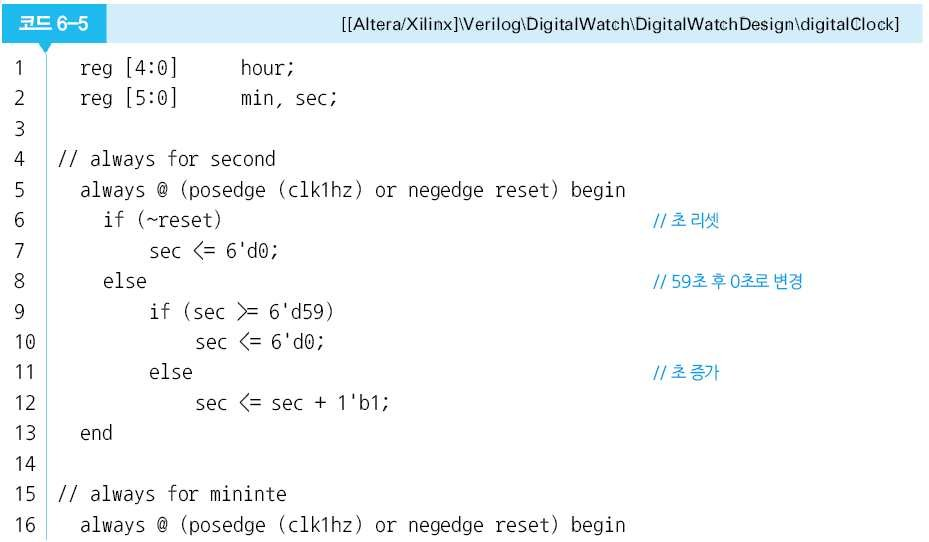 코드 6-5 [[Altera/Xilinx]\Verilog\DigitalWatch\DigitalWatchDesign\digitalClock]
1 reg [4:0] hour;
2 reg [5:0] min, sec;
3
4 // always for second
5 always @ (posedge (clk1hz) or negedge reset) begin
6 if (~reset) // 초 리셋
7 sec <= 6'd0;
8 else // 59초 후 0초로 변경
9 if (sec >= 6'd59)
10 sec <= 6'd0;
11 else // 초 증가
12 sec <= sec + 1'b1;
13 end
14
15 // always for mininte
16 always @ (posedge (clk1hz) or negedge reset) begin